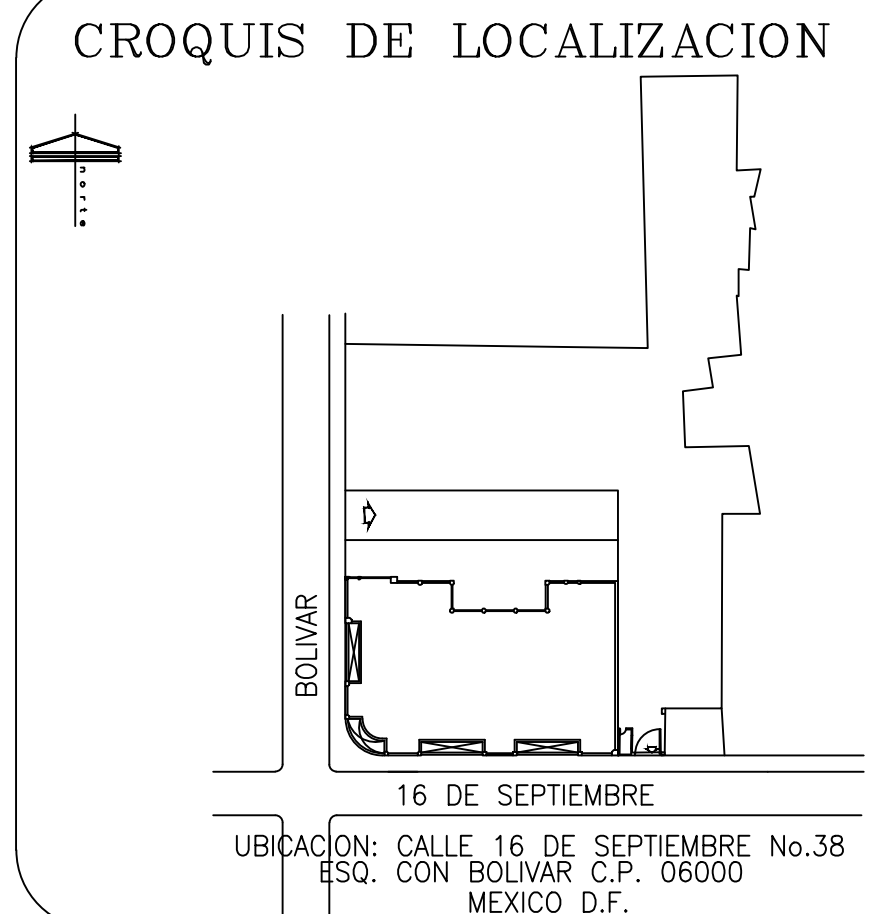 CROQUIS DE LOCALIZACION
norte
BOLIVAR
16 DE SEPTIEMBRE
UBICACION: CALLE 16 DE SEPTIEMBRE No.38
ESQ. CON BOLIVAR C.P. 06000
MEXICO D.F.